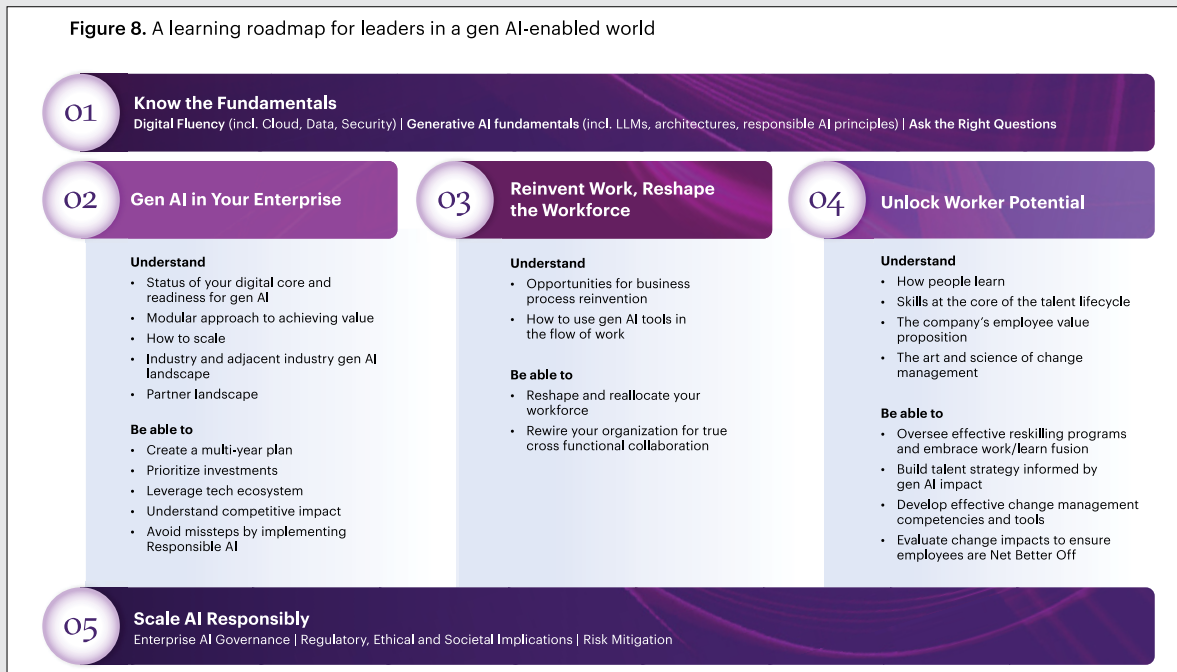 Figure 8. A learning roadmap for leaders in a gen AI-enabled world
01
Know the Fundamentals
Digital Fluency (incl. Cloud, Data, Security) | Generative AI fundamentals (incl. LLMs, architectures, responsible AI principles) | Ask the Right Questions
02
Gen AI in Your Enterprise
Understand
• Status of your digital core and
readiness for gen AI
• Modular approach to achieving value
• How to scale
• Industry and adjacent industry gen AI
landscape
• Partner landscape
Be able to
• Create a multi-year plan
• Prioritize investments
• Leverage tech ecosystem
• Understand competitive impact
• Avoid missteps by implementing
Responsible AI
03
Reinvent Work, Reshape
the Workforce
Understand
• Opportunities for business
process reinvention
• How to use gen AI tools in
the flow of work
Be able to
• Reshape and reallocate your
workforce
• Rewire your organization for true
cross functional collaboration
04
Unlock Worker Potential
Understand
• How people learn
• Skills at the core of the talent lifecycle
• The company's employee value
proposition
• The art and science of change
management
Be able to
• Oversee effective reskilling programs
and embrace work/learn fusion
• Build talent strategy informed by
gen AI impact
• Develop effective change management
competencies and tools
• Evaluate change impacts to ensure
employees are Net Better Off
05
Scale AI Responsibly
Enterprise AI Governance | Regulatory, Ethical and Societal Implications | Risk Mitigation